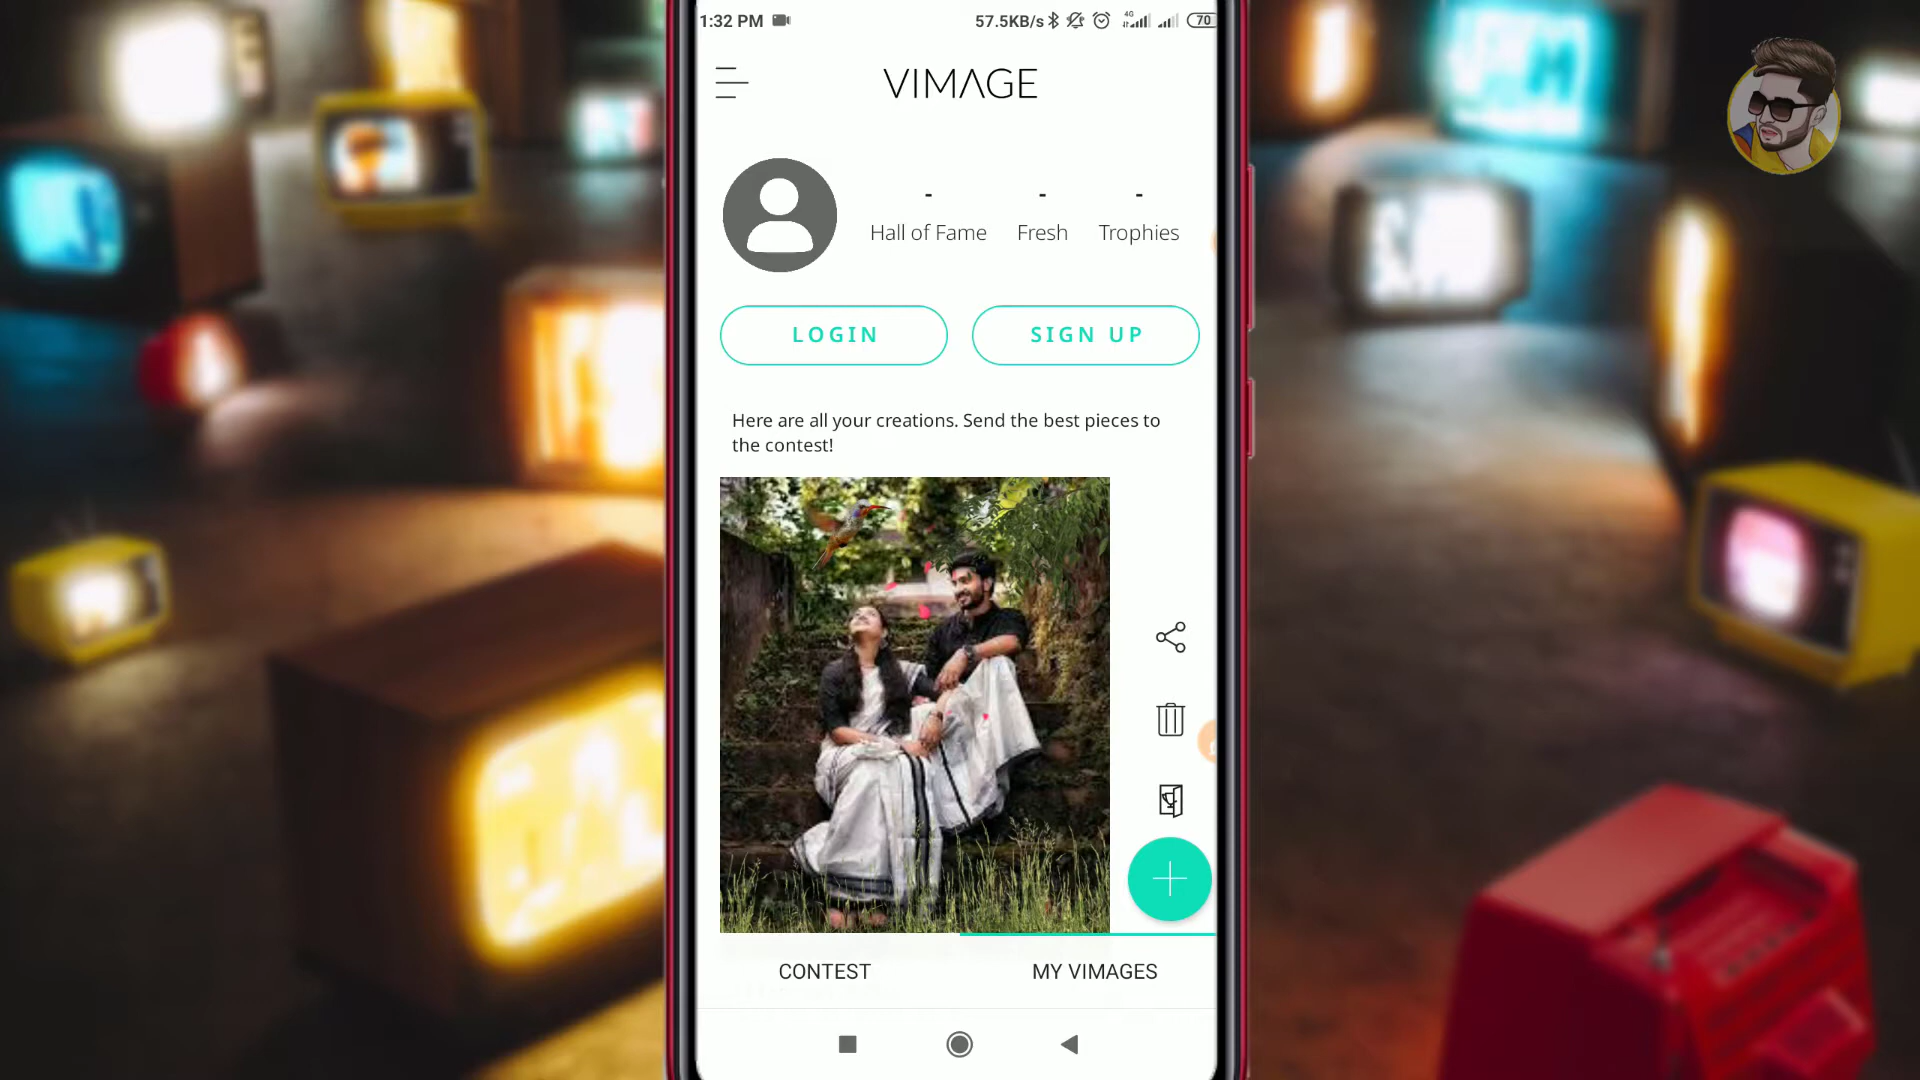 1:32 PM 57.5KB/s 4G 70
VIMAGE
- - -
Hall of Fame Fresh Trophies
LOGIN SIGN UP
Here are all your creations. Send the best pieces to
the contest!
CONTEST MY VIMAGES